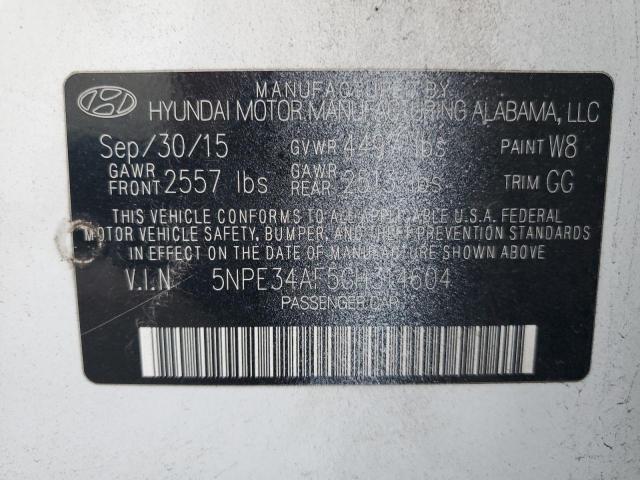 MANUFACTURED BY
HYUNDAI MOTOR MANUFACTURING ALABAMA, LLC
Sep/30/15 GVWR lbs PAINT W8
GAWR FRONT 2557 lbs GAWR REAR lbs TRIM GG
THIS VEHICLE CONFORMS TO ALL APPLICABLE U.S.A. FEDERAL
MOTOR VEHICLE SAFETY, BUMPER, AND THEFT PREVENTION STANDARDS
IN EFFECT ON THE DATE OF MANUFACTURE SHOWN ABOVE.
V.I.N
PASSENGER CAR